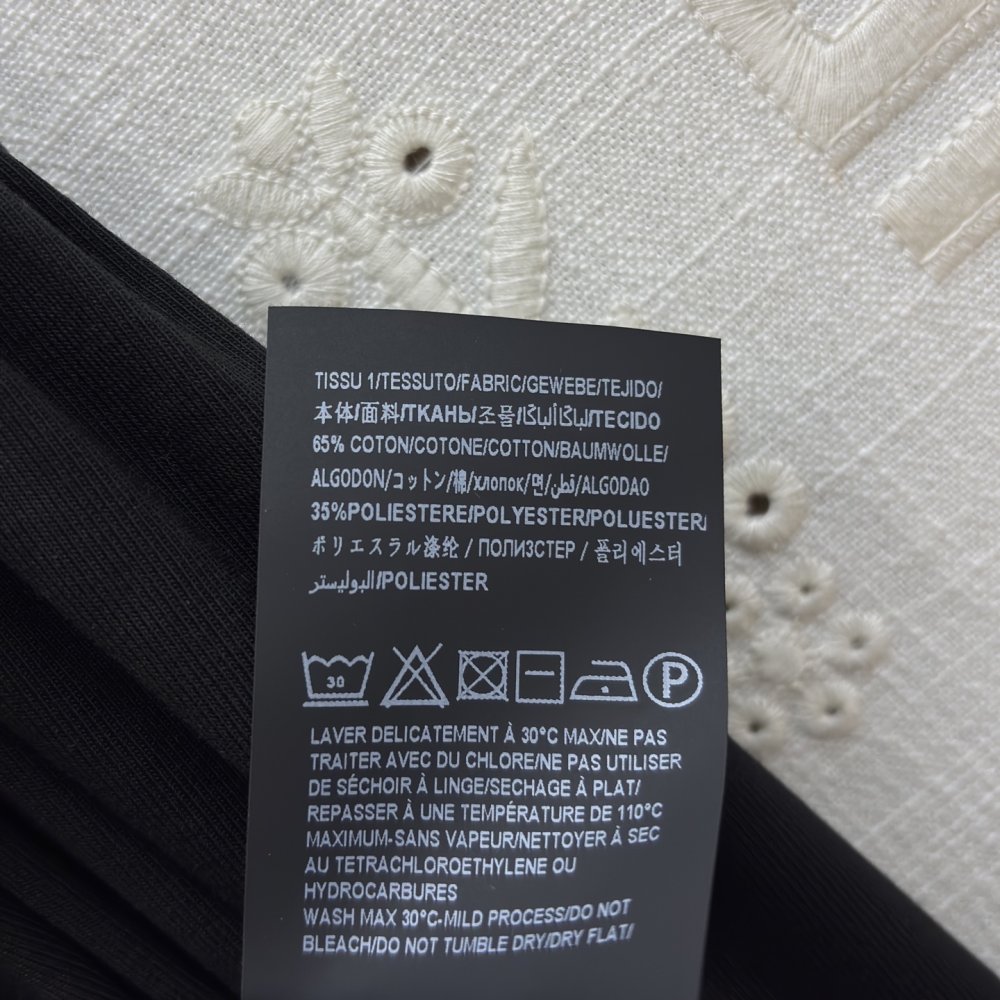 TISSU 1/TESSUTO/FABRIC/GEWEBE/TEJIDO/
本体/面料/ТКАНЫ/조물/لباگاألباگا/TECIDO
65% COTON/COTONE/COTTON/BAUMWOLLE/
ALGODON/コットン/棉/хлопок/면/قطن/ALGODAO
35%POLIESTERE/POLYESTER/POLUESTER/
ポリエスラル涤纶 / ПОЛИЗСТЕР / 폴리에스터
البوليستر/POLIESTER
30
P
LAVER DELICATEMENT À 30°C MAX/NE PAS
TRAITER AVEC DU CHLORE/NE PAS UTILISER
DE SÉCHOIR À LINGE/SECHAGE À PLAT/
REPASSER À UNE TEMPÉRATURE DE 110°C
MAXIMUM-SANS VAPEUR/NETTOYER À SEC
AU TETRACHLOROETHYLENE OU
HYDROCARBURES
WASH MAX 30°C-MILD PROCESS/DO NOT
BLEACH/DO NOT TUMBLE DRY/DRY FLAT/